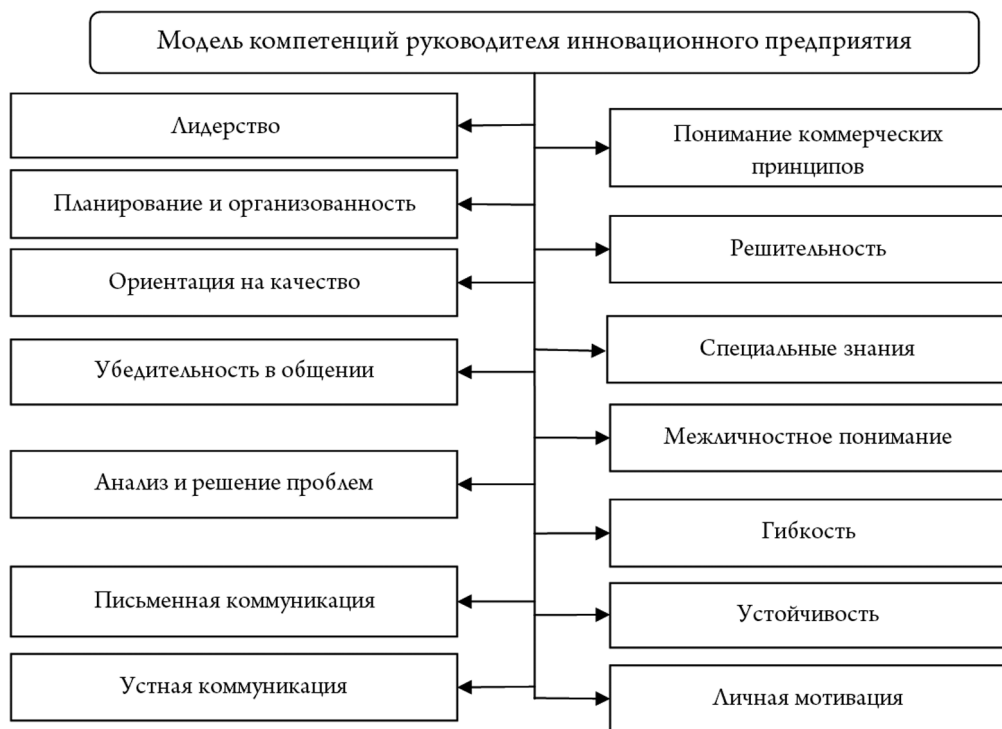 Модель компетенций руководителя инновационного предприятия
Лидерство
Планирование и организованность
Ориентация на качество
Убедительность в общении
Анализ и решение проблем
Письменная коммуникация
Устная коммуникация
Понимание коммерческих
принципов
Решительность
Специальные знания
Межличностное понимание
Гибкость
Устойчивость
Личная мотивация